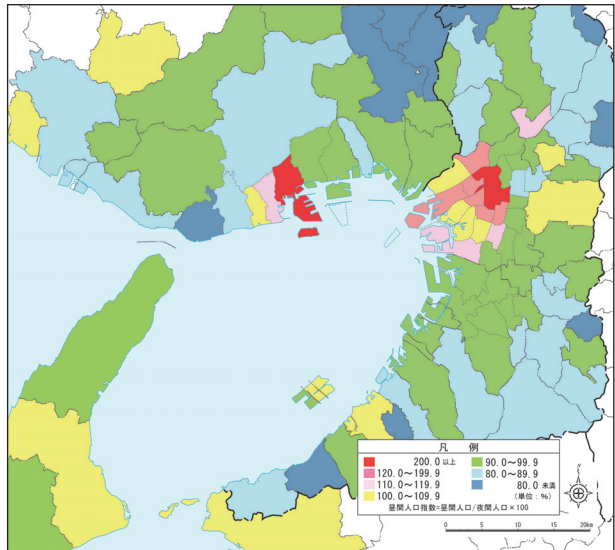 凡 例
200.0 以上
120.0～199.9
110.0～119.9
100.0～109.9
90.0～99.9
80.0～89.9
80.0 未満
(単位：%)
昼間人口指数=昼間人口/夜間人口×100
N
0 5 10 20km